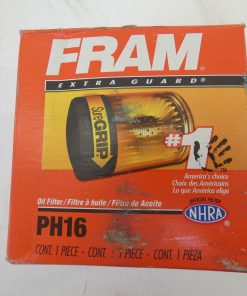 FRAM®
EXTRA GUARD®
SureGRIP
#1
America's choice
Choix des Américains
Lo que América elige
Oil Filter / Filtre à huile / Filtro de Aceite
OFFICIAL FILTER
NHRA
PH16
CONT. 1 PIECE - CONT. : 1 PIECE - CONT. 1 PIEZA